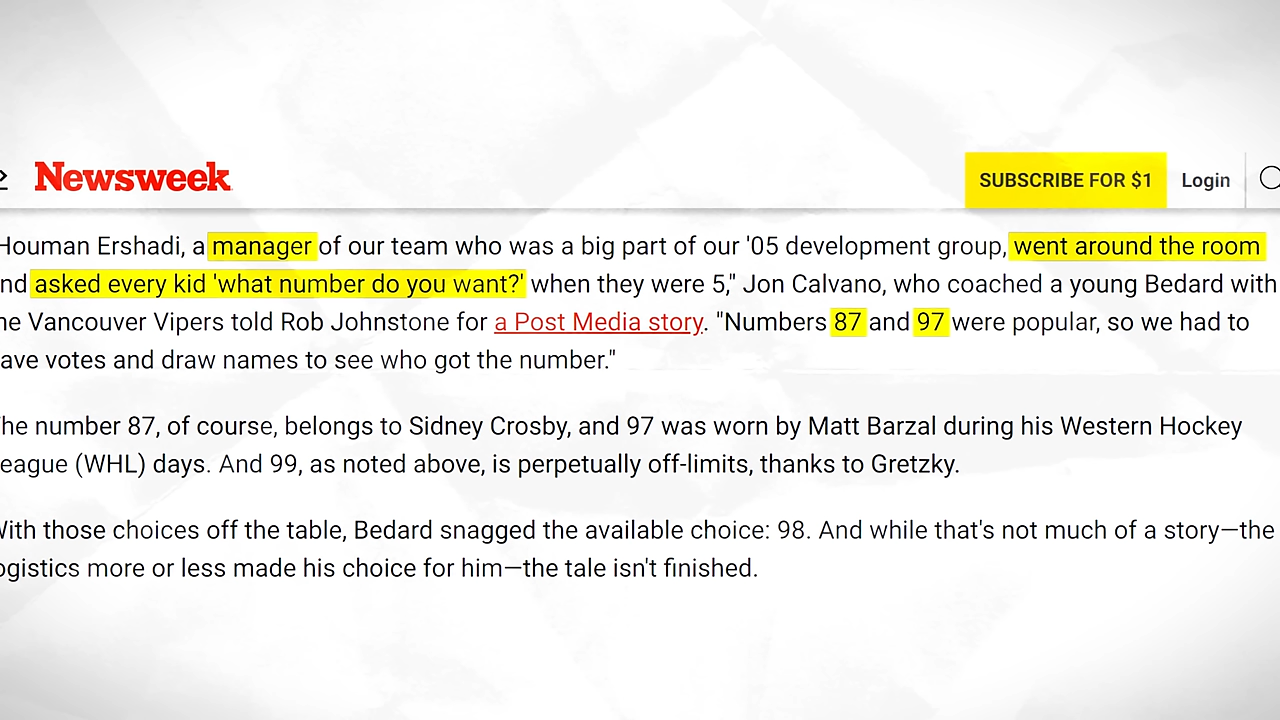 Newsweek
SUBSCRIBE FOR $1
Login
Houman Ershadi, a manager of our team who was a big part of our '05 development group, went around the room
nd asked every kid 'what number do you want?' when they were 5," Jon Calvano, who coached a young Bedard with
he Vancouver Vipers told Rob Johnstone for a Post Media story. "Numbers 87 and 97 were popular, so we had to
ave votes and draw names to see who got the number."
he number 87, of course, belongs to Sidney Crosby, and 97 was worn by Matt Barzal during his Western Hockey
eague (WHL) days. And 99, as noted above, is perpetually off-limits, thanks to Gretzky.
With those choices off the table, Bedard snagged the available choice: 98. And while that's not much of a story—the
ogistics more or less made his choice for him—the tale isn't finished.